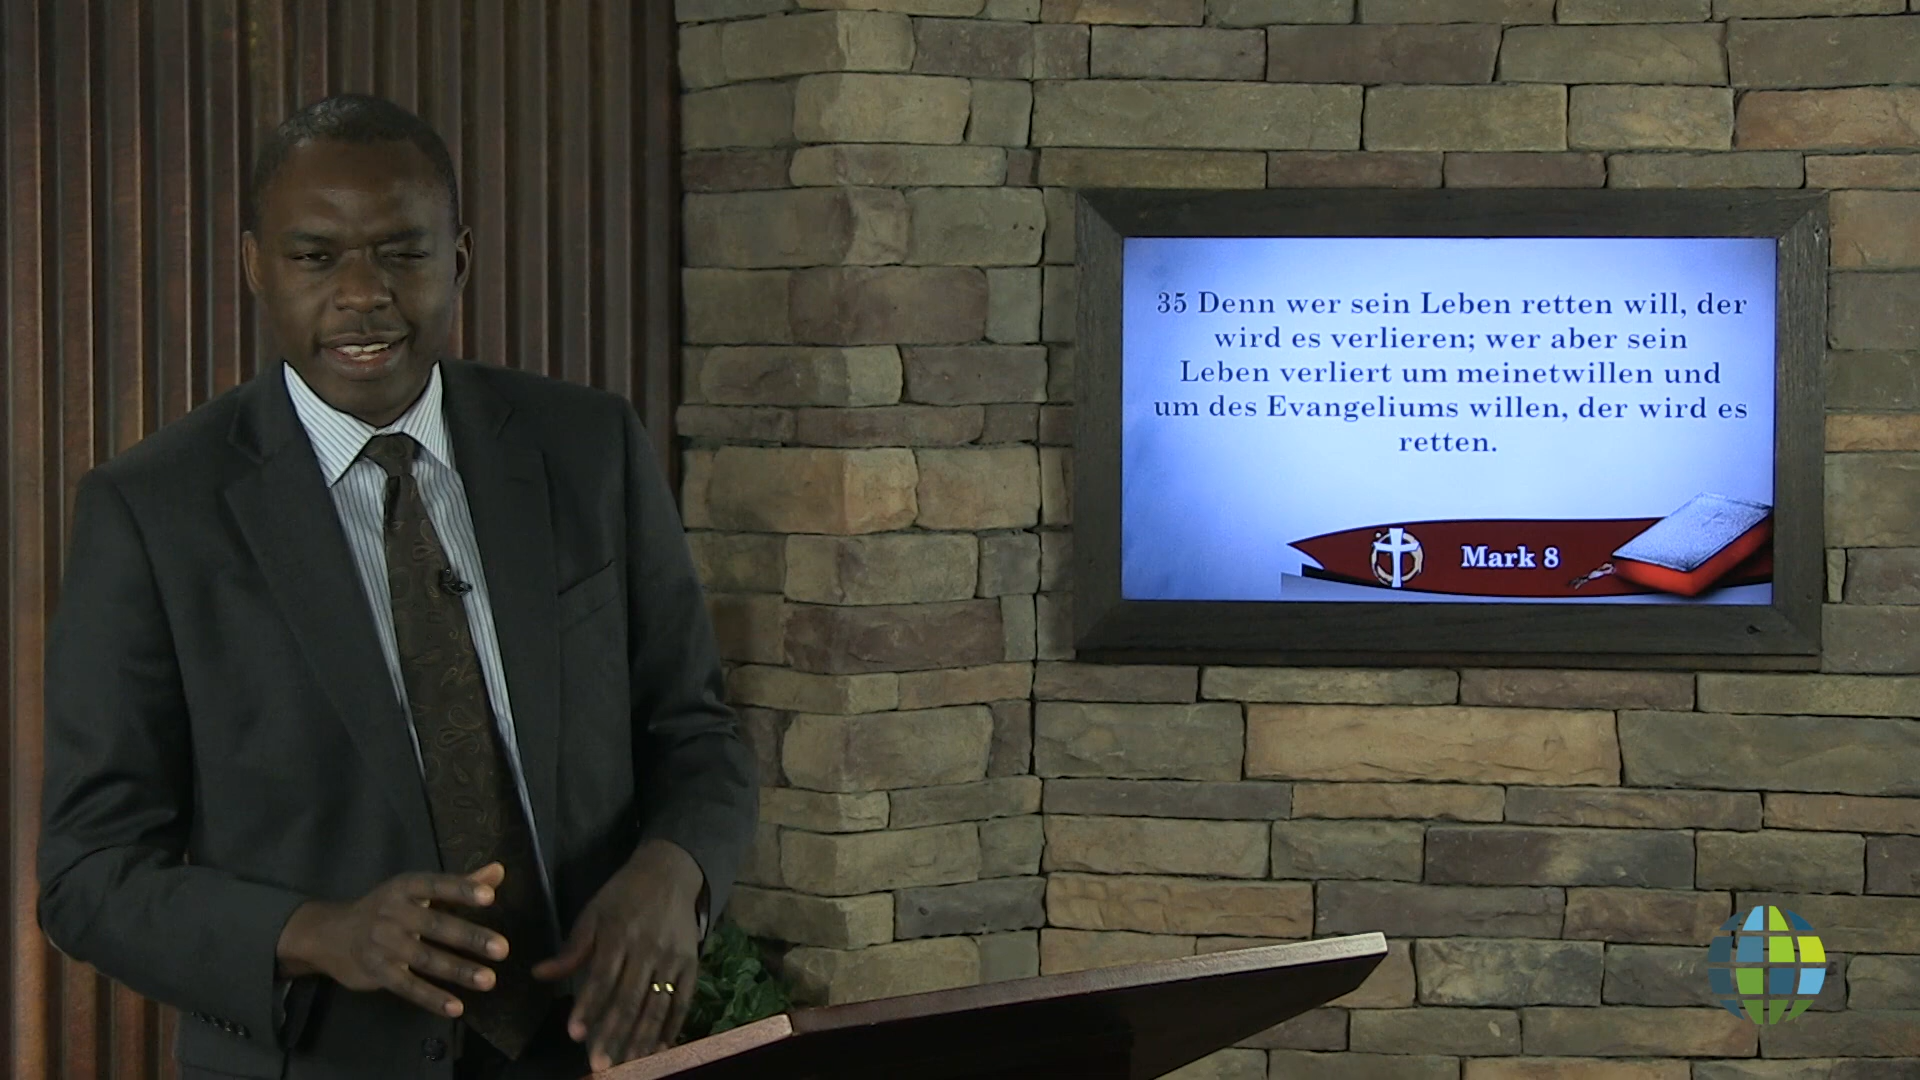 35 Denn wer sein Leben retten will, der
wird es verlieren; wer aber sein
Leben verliert um meinetwillen und
um des Evangeliums willen, der wird es
retten.
Mark 8